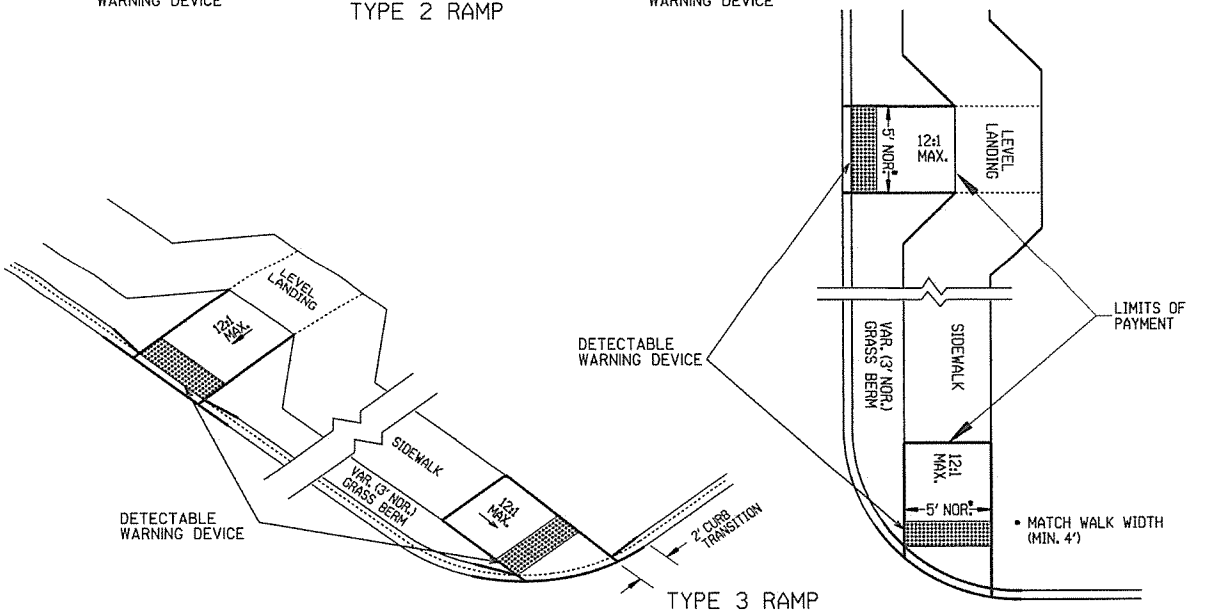 WARNING DEVICE
TYPE 2 RAMP
WARNING DEVICE
LEVEL
LANDING
12:1
MAX.
DETECTABLE
WARNING DEVICE
SIDEWALK
VAR. (3' NOR.)
GRASS BERM
12:1
MAX.
2' CURB
TRANSITION
TYPE 3 RAMP
5' NOR.*
12:1
MAX.
LEVEL
LANDING
DETECTABLE
WARNING DEVICE
LIMITS OF
PAYMENT
VAR. (3' NOR.)
GRASS BERM
SIDEWALK
12:1
MAX.
5' NOR.*
* MATCH WALK WIDTH
(MIN. 4')